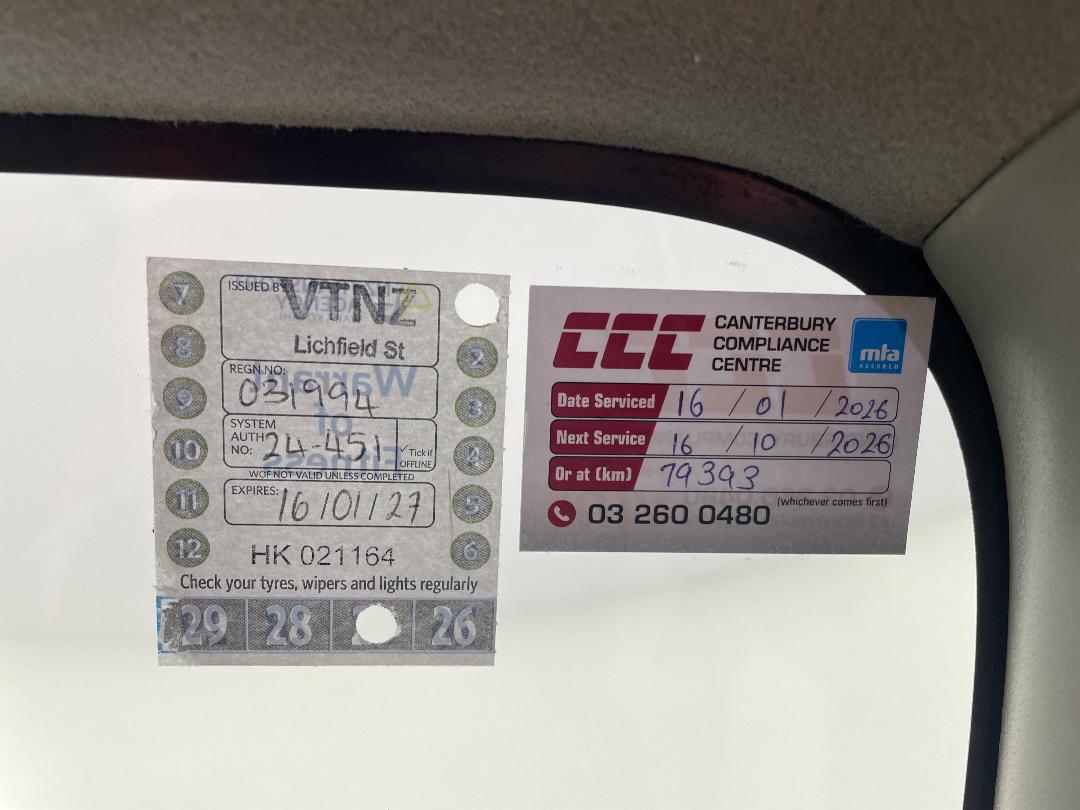 7
8
9
10
11
12
ISSUED BY:
VTNZ
Lichfield St
REGN NO:
031994
SYSTEM
AUTH
NO: 24-451
✓ Tick if
OFFLINE
WOF NOT VALID UNLESS COMPLETED
EXPIRES: 16/01/27
HK 021164
Check your tyres, wipers and lights regularly
2
3
4
5
6
29 28 26
Warrant
of
Fitness
CCC CANTERBURY
COMPLIANCE
CENTRE
mta
ASSURED
Date Serviced 16 / 01 / 2026
Next Service 16 / 10 / 2026
Or at (km) 79393
(whichever comes first)
03 260 0480